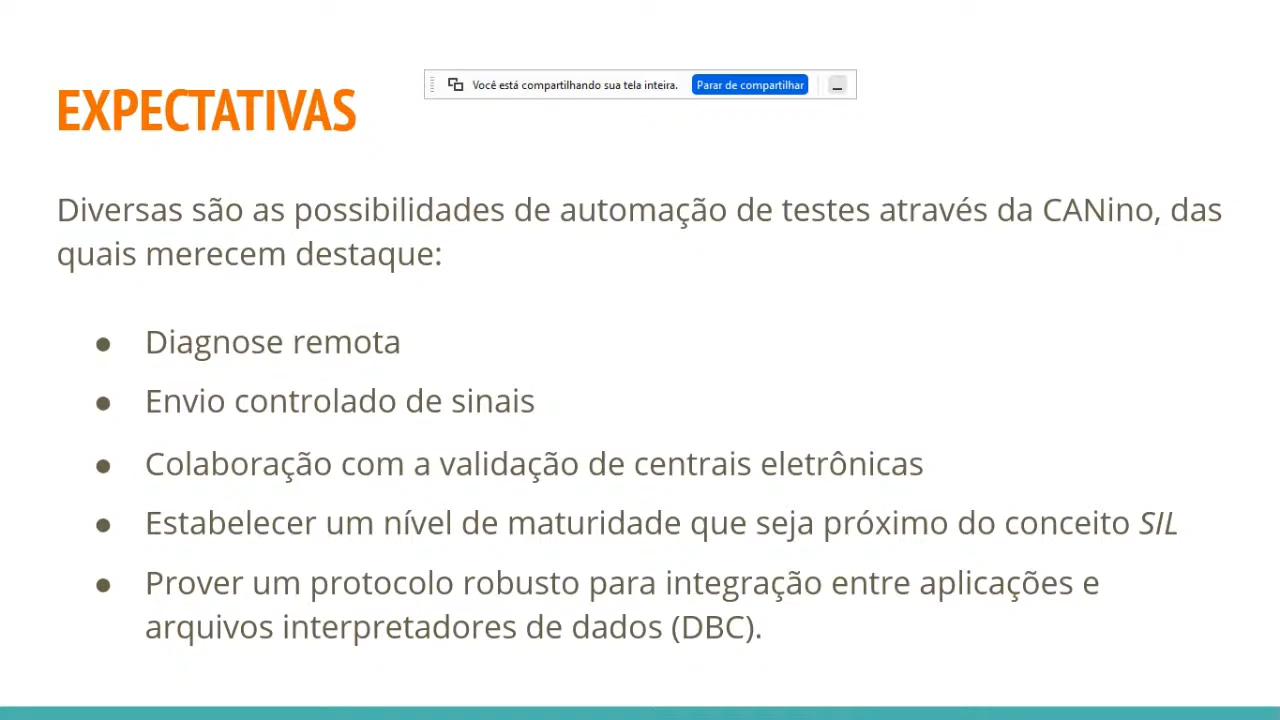 Você está compartilhando sua tela inteira. Parar de compartilhar
EXPECTATIVAS
Diversas são as possibilidades de automação de testes através da CANino, das
quais merecem destaque:
● Diagnose remota
● Envio controlado de sinais
● Colaboração com a validação de centrais eletrônicas
● Estabelecer um nível de maturidade que seja próximo do conceito SIL
● Prover um protocolo robusto para integração entre aplicações e
arquivos interpretadores de dados (DBC).